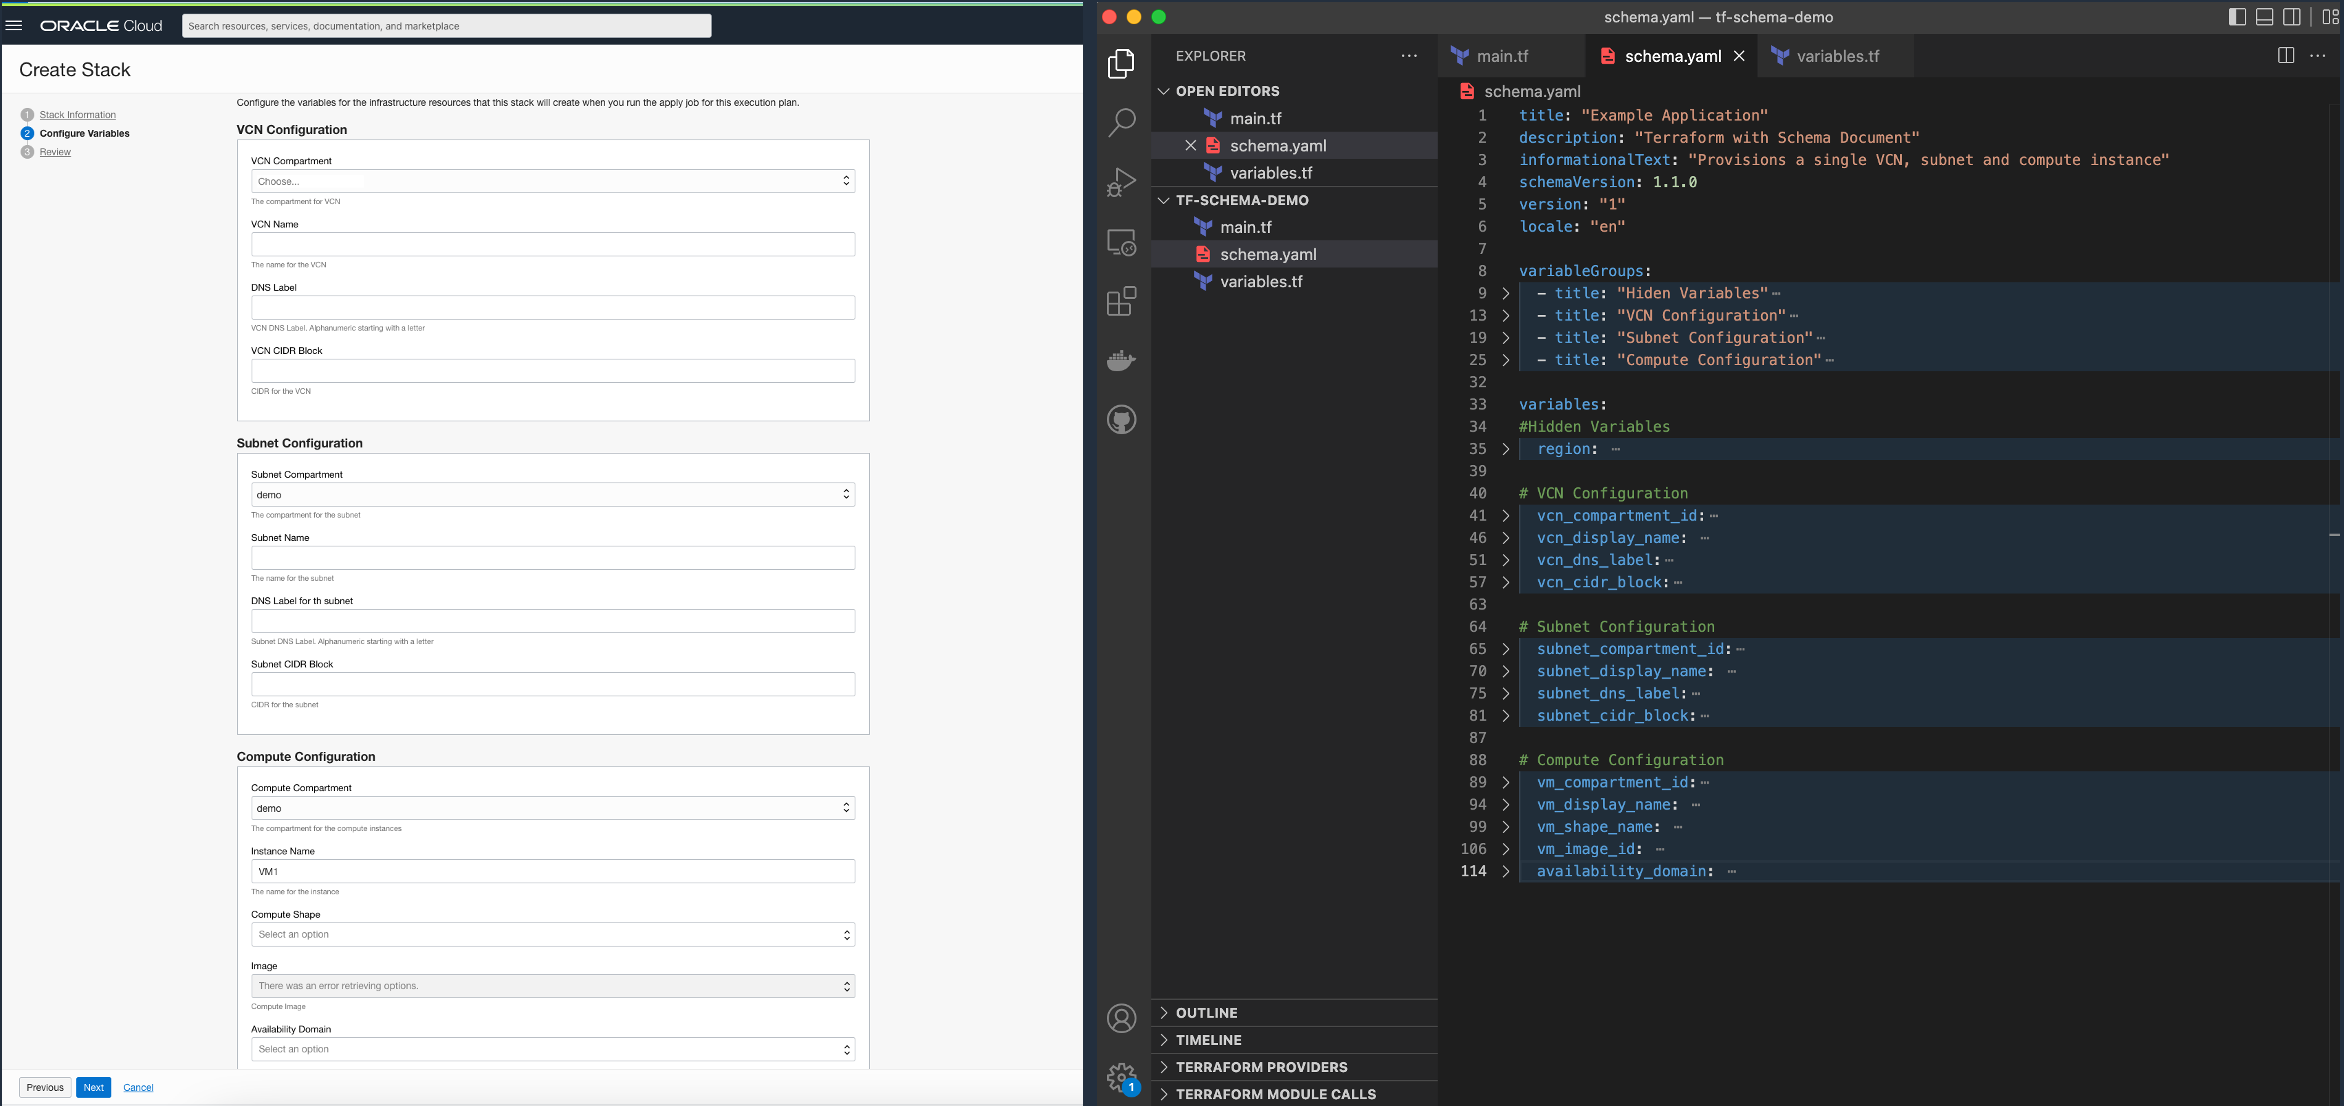 ORACLE Cloud
Search resources, services, documentation, and marketplace
Create Stack
1 Stack Information
2 Configure Variables
3 Review
Configure the variables for the infrastructure resources that this stack will create when you run the apply job for this execution plan.
VCN Configuration
VCN Compartment
Choose...
The compartment for VCN
VCN Name
The name for the VCN
DNS Label
VCN DNS Label. Alphanumeric starting with a letter
VCN CIDR Block
CIDR for the VCN
Subnet Configuration
Subnet Compartment
demo
The compartment for the subnet
Subnet Name
The name for the subnet
DNS Label for th subnet
Subnet DNS Label. Alphanumeric starting with a letter
Subnet CIDR Block
CIDR for the subnet
Compute Configuration
Compute Compartment
demo
The compartment for the compute instances
Instance Name
VM1
The name for the instance
Compute Shape
Select an option
Image
There was an error retrieving options.
Compute Image
Availability Domain
Select an option
Previous Next Cancel
schema.yaml — tf-schema-demo
EXPLORER
OPEN EDITORS
main.tf
schema.yaml
variables.tf
TF-SCHEMA-DEMO
main.tf
schema.yaml
variables.tf
OUTLINE
TIMELINE
TERRAFORM PROVIDERS
TERRAFORM MODULE CALLS
1
main.tf schema.yaml variables.tf
schema.yaml
1 title: "Example Application"
2 description: "Terraform with Schema Document"
3 informationalText: "Provisions a single VCN, subnet and compute instance"
4 schemaVersion: 1.1.0
5 version: "1"
6 locale: "en"
7
8 variableGroups:
9 - title: "Hiden Variables"…
13 - title: "VCN Configuration"…
19 - title: "Subnet Configuration"…
25 - title: "Compute Configuration"…
32
33 variables:
34 #Hidden Variables
35 region: …
39
40 # VCN Configuration
41 vcn_compartment_id:…
46 vcn_display_name: …
51 vcn_dns_label:…
57 vcn_cidr_block:…
63
64 # Subnet Configuration
65 subnet_compartment_id:…
70 subnet_display_name: …
75 subnet_dns_label:…
81 subnet_cidr_block:…
87
88 # Compute Configuration
89 vm_compartment_id:…
94 vm_display_name: …
99 vm_shape_name: …
106 vm_image_id: …
114 availability_domain: …